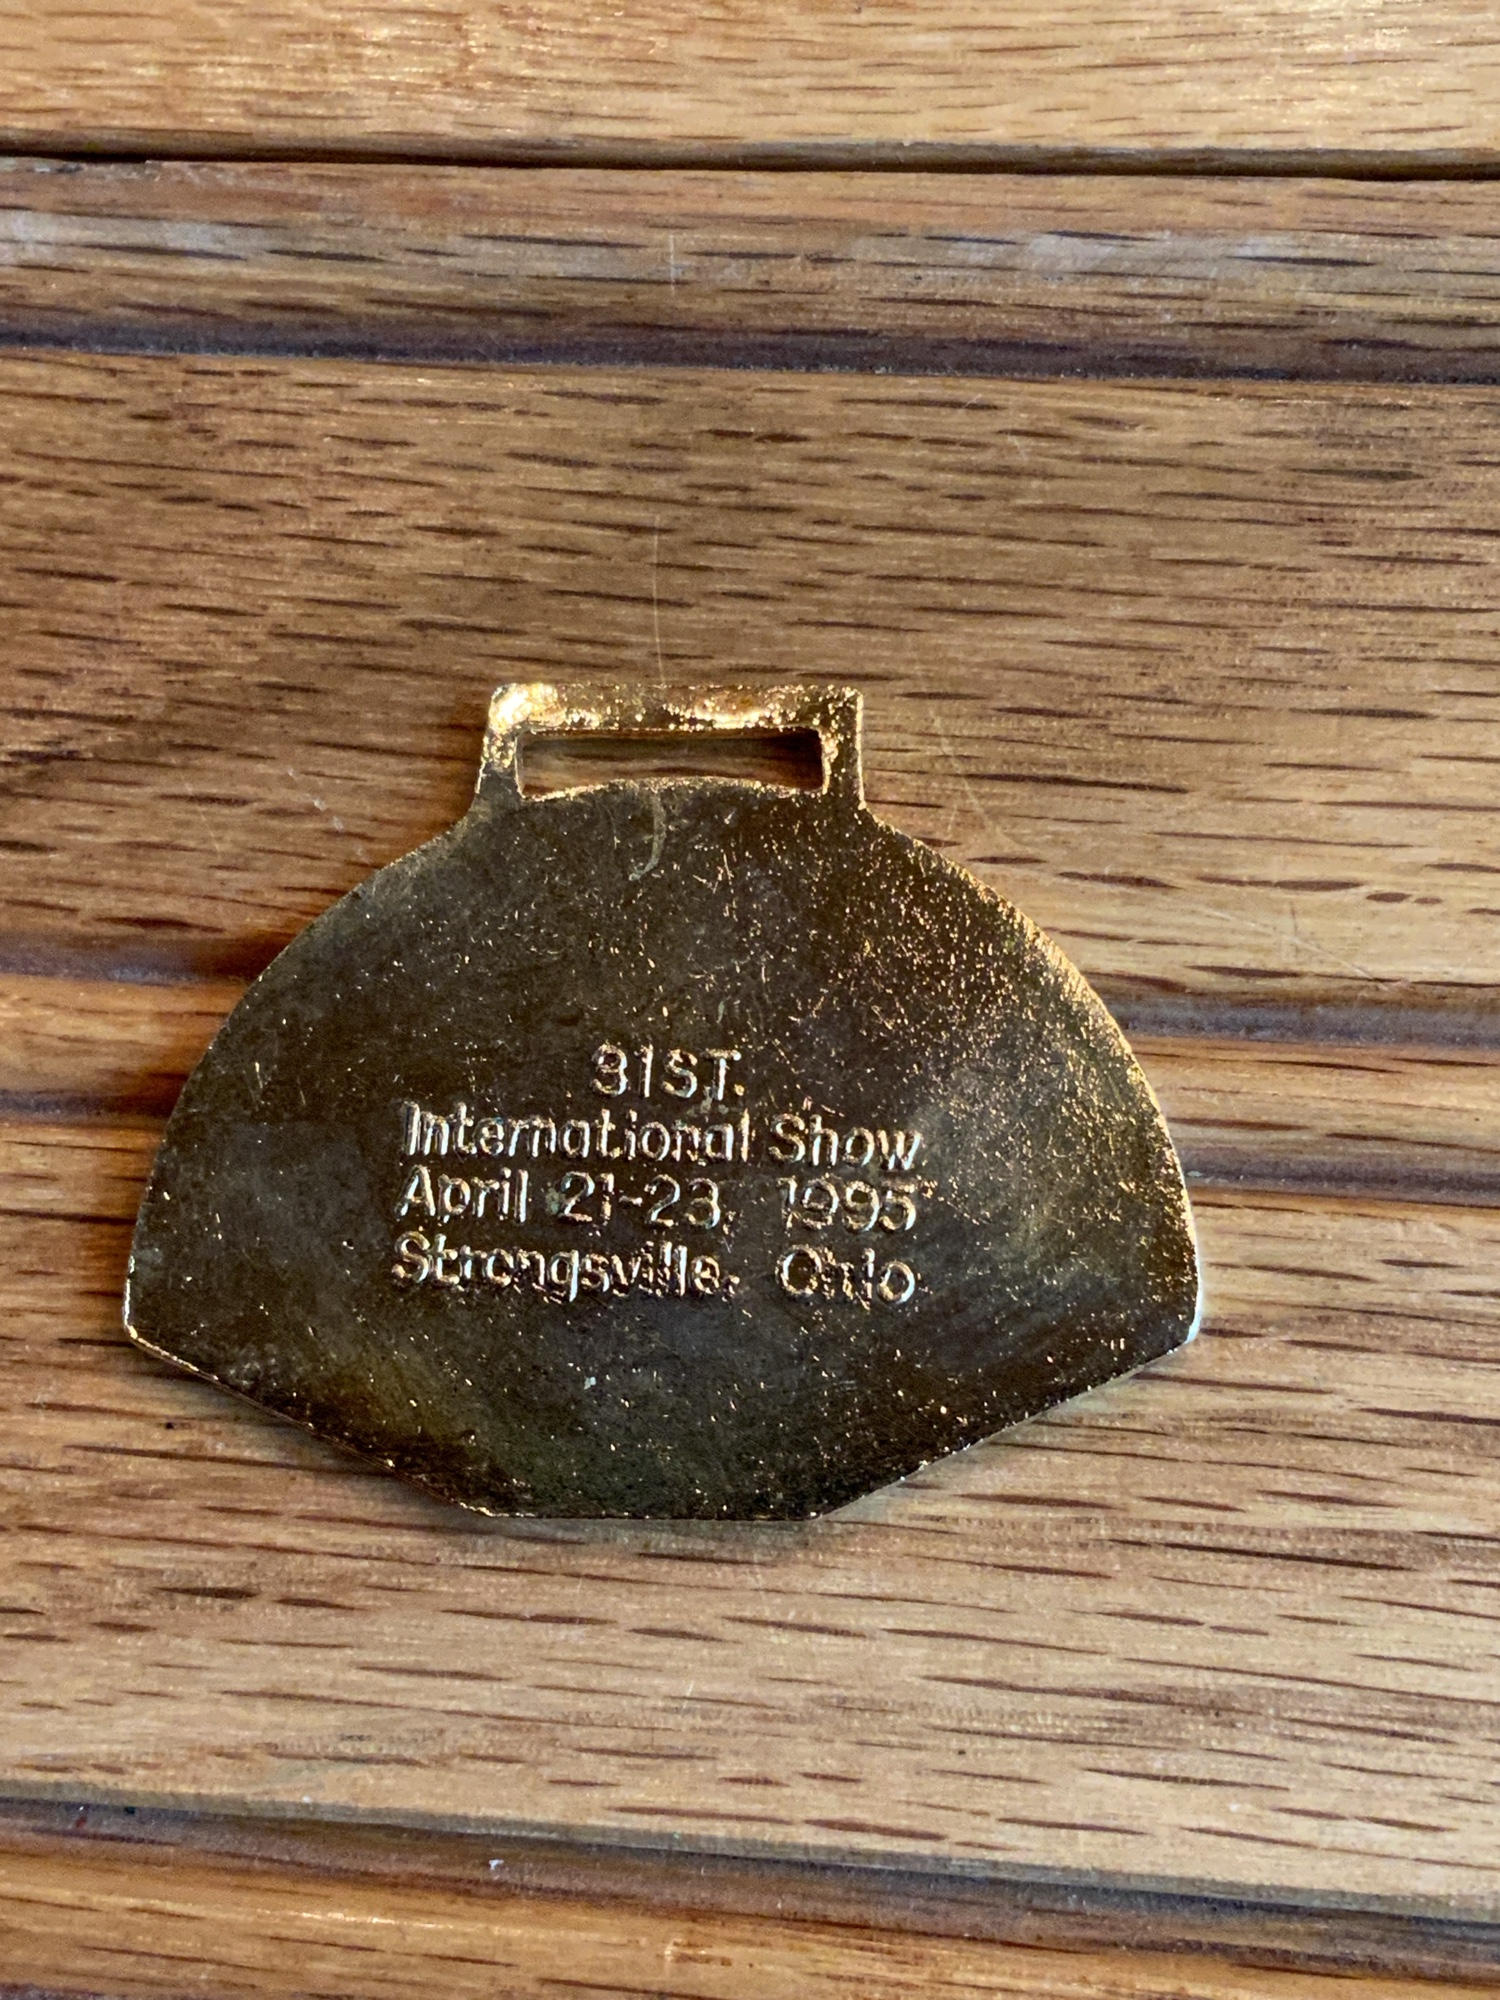 31ST.
International Show
April 21-23, 1995
Strongsville, Ohio